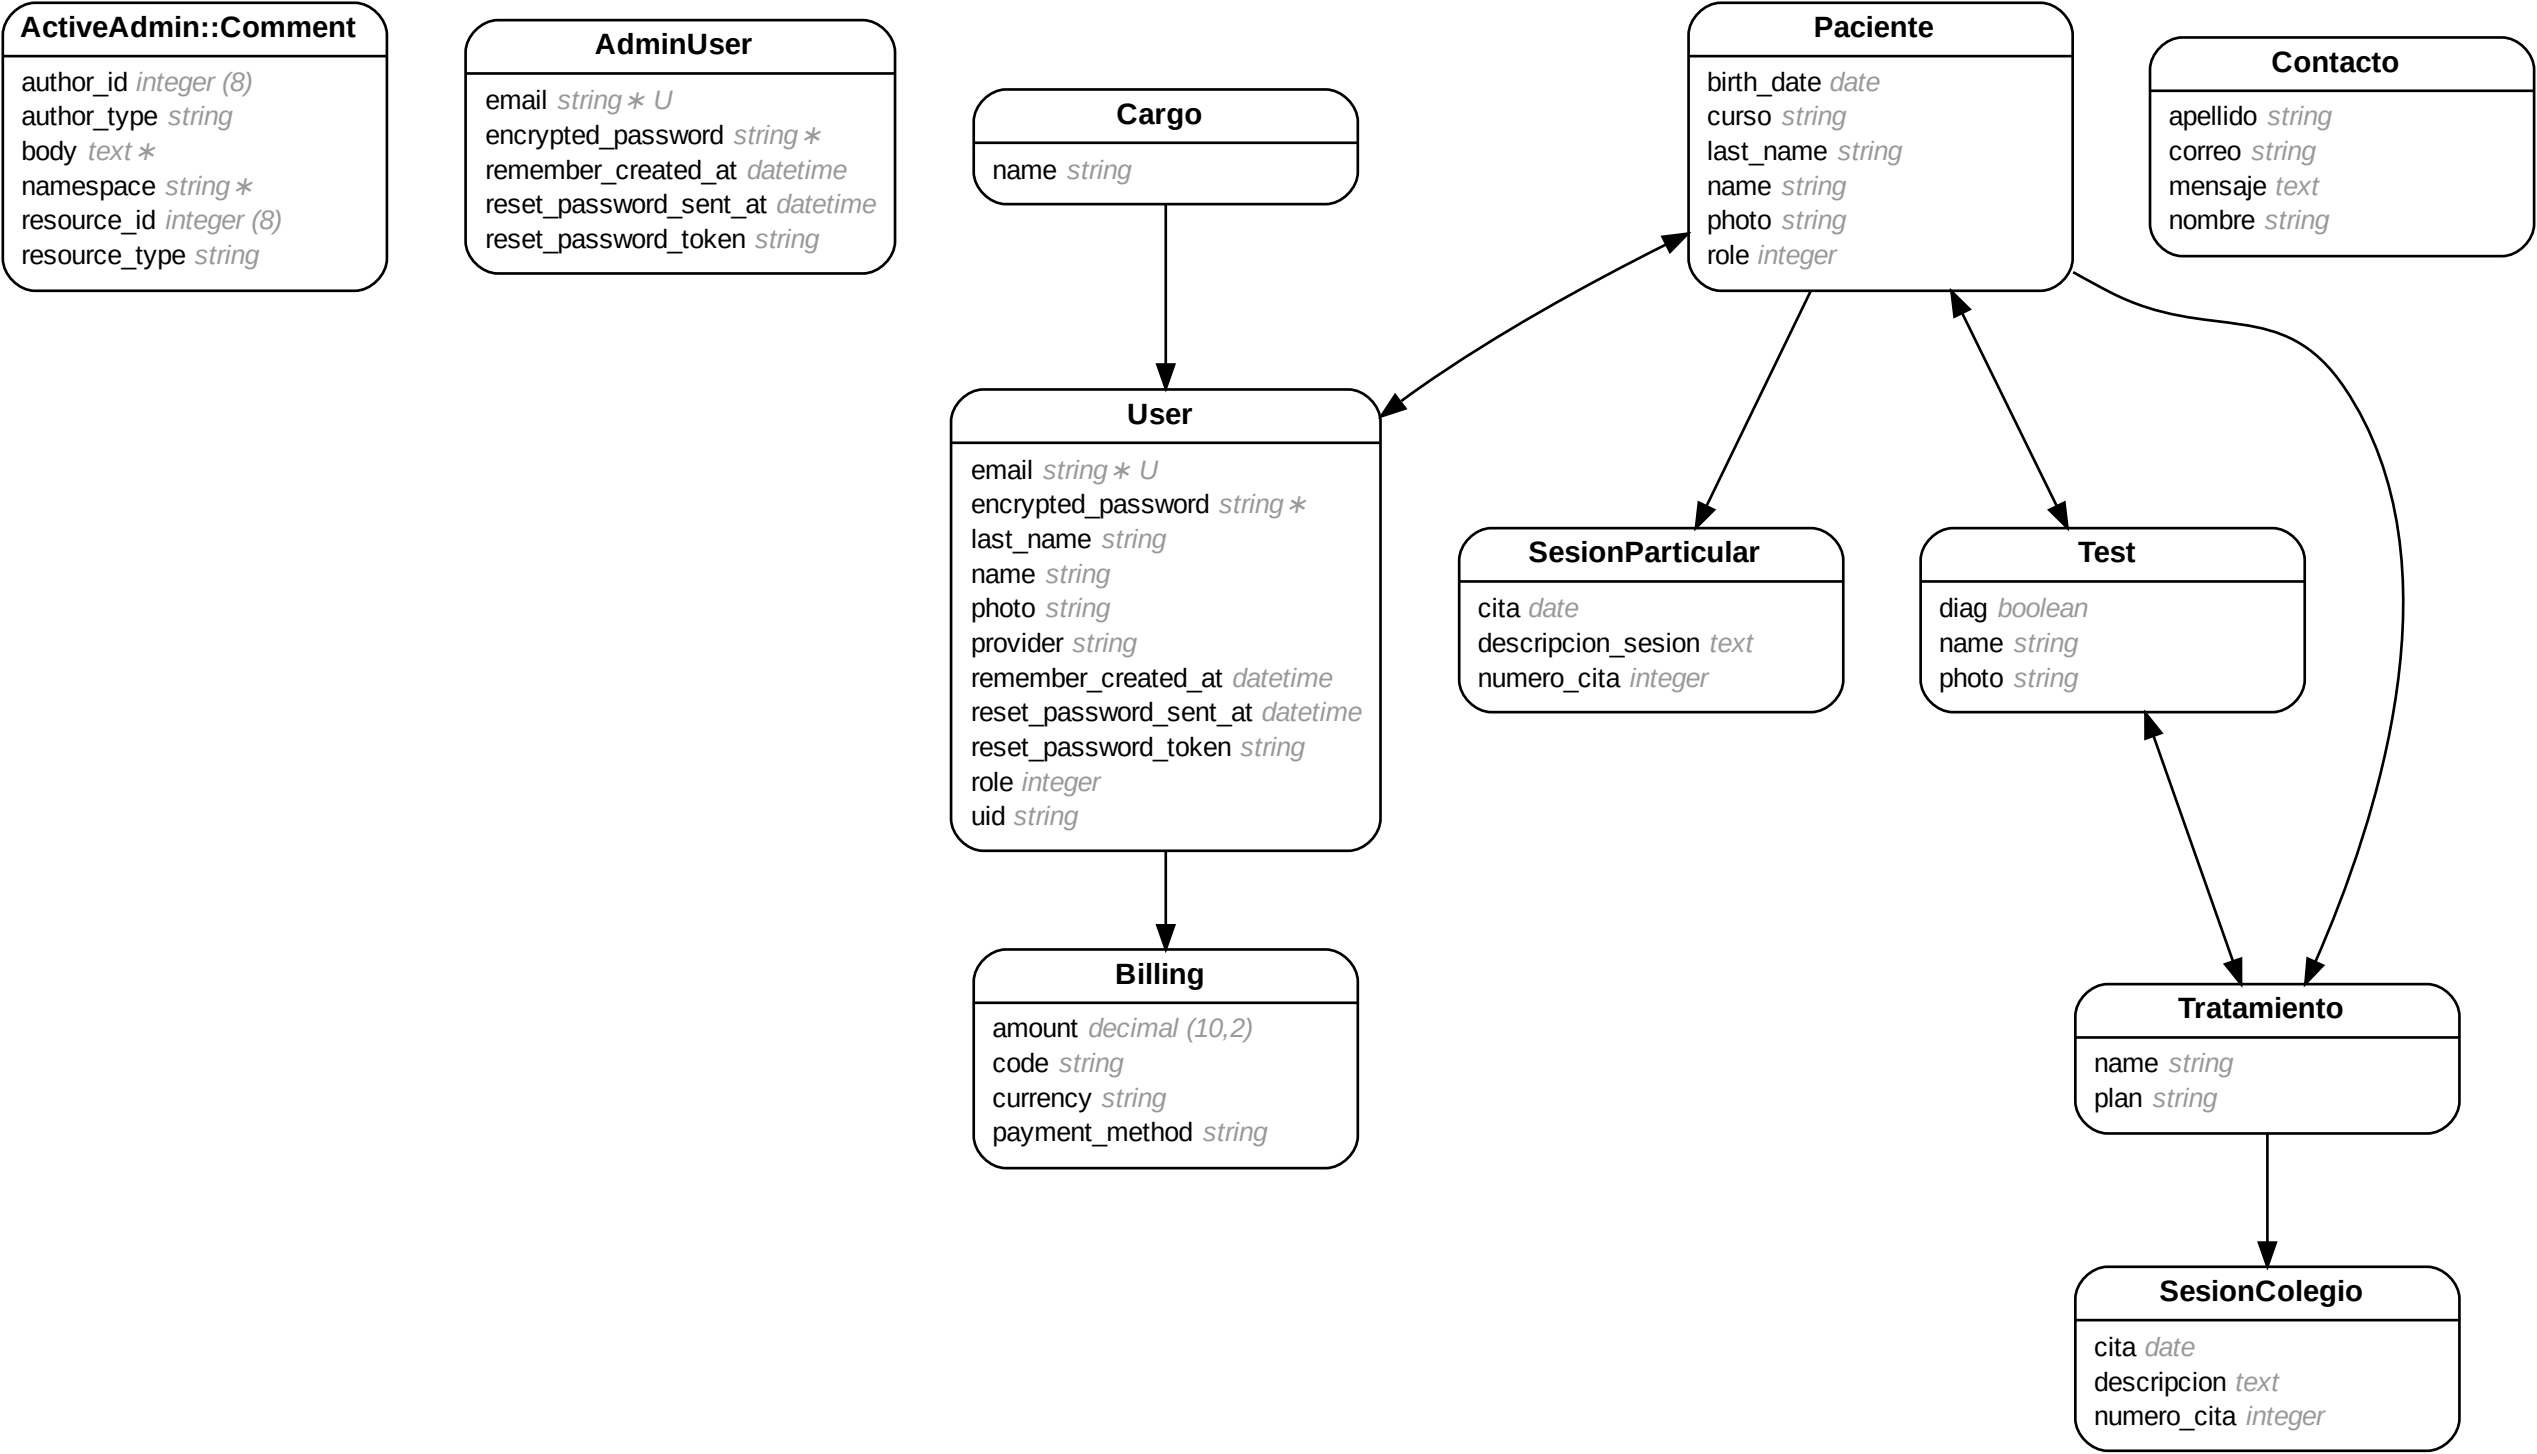 ActiveAdmin::Comment
author_id integer (8)
author_type string
body text ∗
namespace string ∗
resource_id integer (8)
resource_type string
AdminUser
email string ∗ U
encrypted_password string ∗
remember_created_at datetime
reset_password_sent_at datetime
reset_password_token string
Cargo
name string
Paciente
birth_date date
curso string
last_name string
name string
photo string
role integer
Contacto
apellido string
correo string
mensaje text
nombre string
User
email string ∗ U
encrypted_password string ∗
last_name string
name string
photo string
provider string
remember_created_at datetime
reset_password_sent_at datetime
reset_password_token string
role integer
uid string
SesionParticular
cita date
descripcion_sesion text
numero_cita integer
Test
diag boolean
name string
photo string
Billing
amount decimal (10,2)
code string
currency string
payment_method string
Tratamiento
name string
plan string
SesionColegio
cita date
descripcion text
numero_cita integer